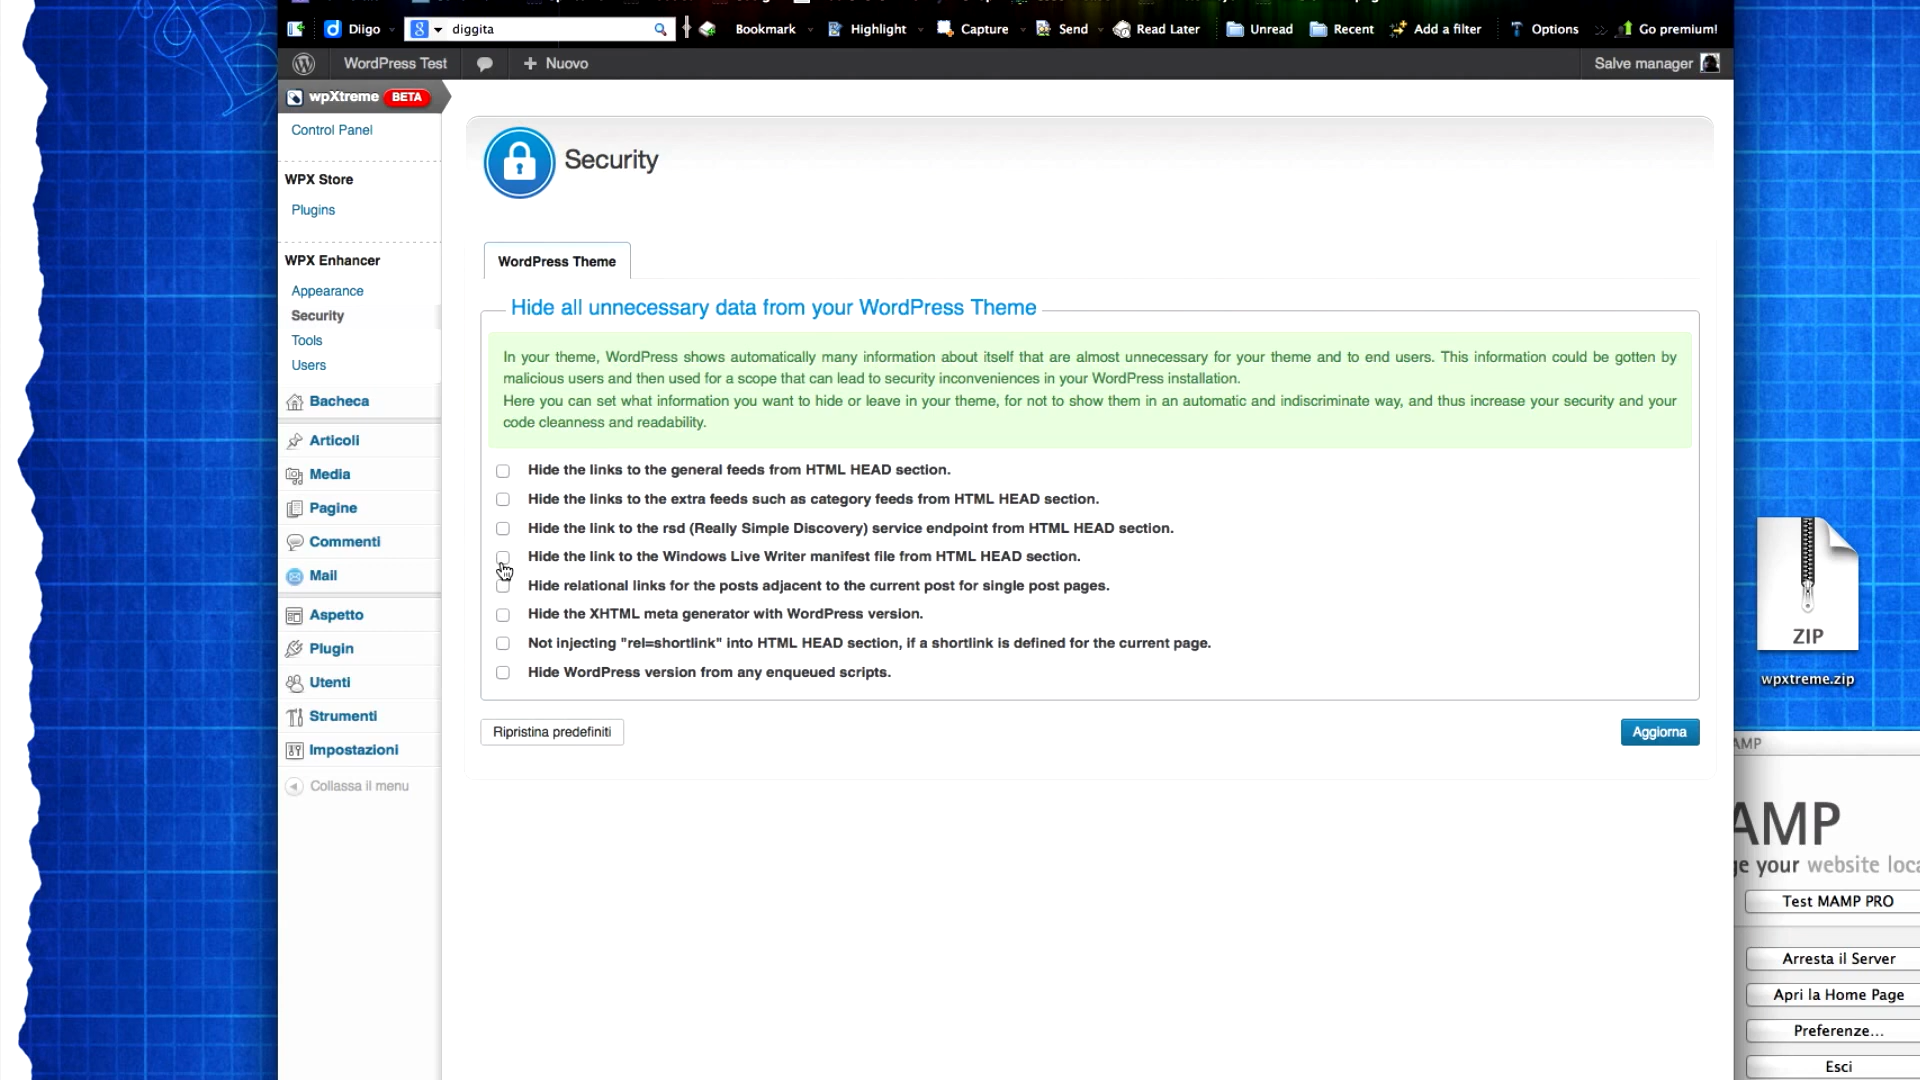 Diigo
diggita
Bookmark
Highlight
Capture
Send
Read Later
Unread
Recent
Add a filter
Options
Go premium!
WordPress Test
+ Nuovo
Salve manager
wpXtreme BETA
Control Panel
WPX Store
Plugins
WPX Enhancer
Appearance
Security
Tools
Users
Bacheca
Articoli
Media
Pagine
Commenti
Mail
Aspetto
Plugin
Utenti
Strumenti
Impostazioni
Collassa il menu
Security
WordPress Theme
Hide all unnecessary data from your WordPress Theme
In your theme, WordPress shows automatically many information about itself that are almost unnecessary for your theme and to end users. This information could be gotten by
malicious users and then used for a scope that can lead to security inconveniences in your WordPress installation.
Here you can set what information you want to hide or leave in your theme, for not to show them in an automatic and indiscriminate way, and thus increase your security and your
code cleanness and readability.
Hide the links to the general feeds from HTML HEAD section.
Hide the links to the extra feeds such as category feeds from HTML HEAD section.
Hide the link to the rsd (Really Simple Discovery) service endpoint from HTML HEAD section.
Hide the link to the Windows Live Writer manifest file from HTML HEAD section.
Hide relational links for the posts adjacent to the current post for single post pages.
Hide the XHTML meta generator with WordPress version.
Not injecting "rel=shortlink" into HTML HEAD section, if a shortlink is defined for the current page.
Hide WordPress version from any enqueued scripts.
Ripristina predefiniti
Aggiorna
ZIP
wpxtreme.zip
AMP
AMP
ge your website loca
Test MAMP PRO
Arresta il Server
Apri la Home Page
Preferenze...
Esci